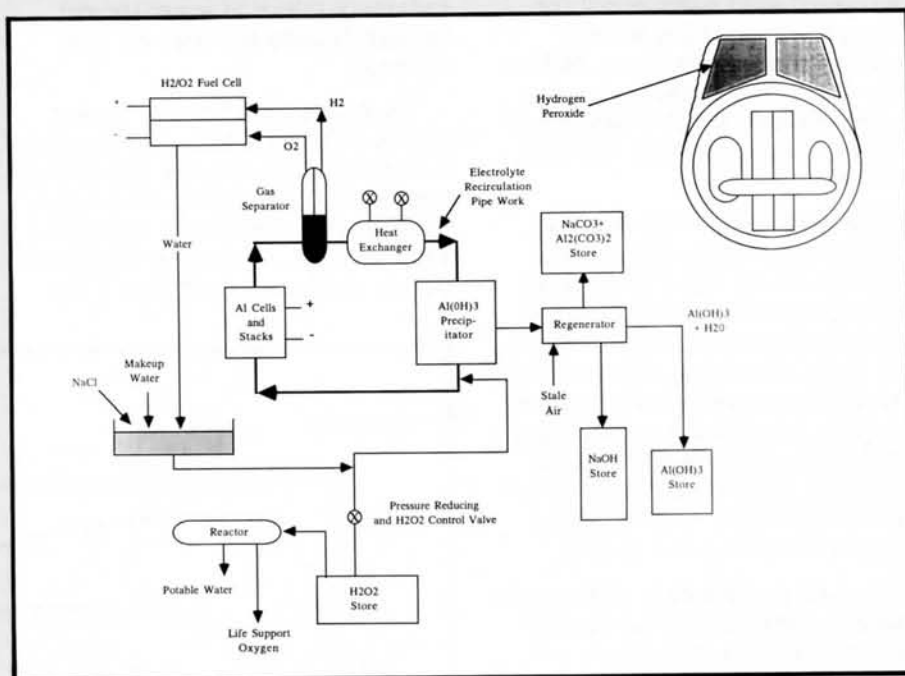 H2/O2 Fuel Cell
+
-
H2
O2
Hydrogen
Peroxide
Gas
Separator
Electrolyte
Recirculation
Pipe Work
Heat
Exchanger
NaCO3+
Al2(CO3)2
Store
Water
Al Cells
and
Stacks
+
-
Al(0H)3
Precip-
itator
Regenerator
Al(OH)3
+ H20
Makeup
Water
NaCl
Stale
Air
NaOH
Store
Al(OH)3
Store
Pressure Reducing
and H2O2 Control Valve
Reactor
Potable Water
H2O2
Store
Life Support
Oxygen